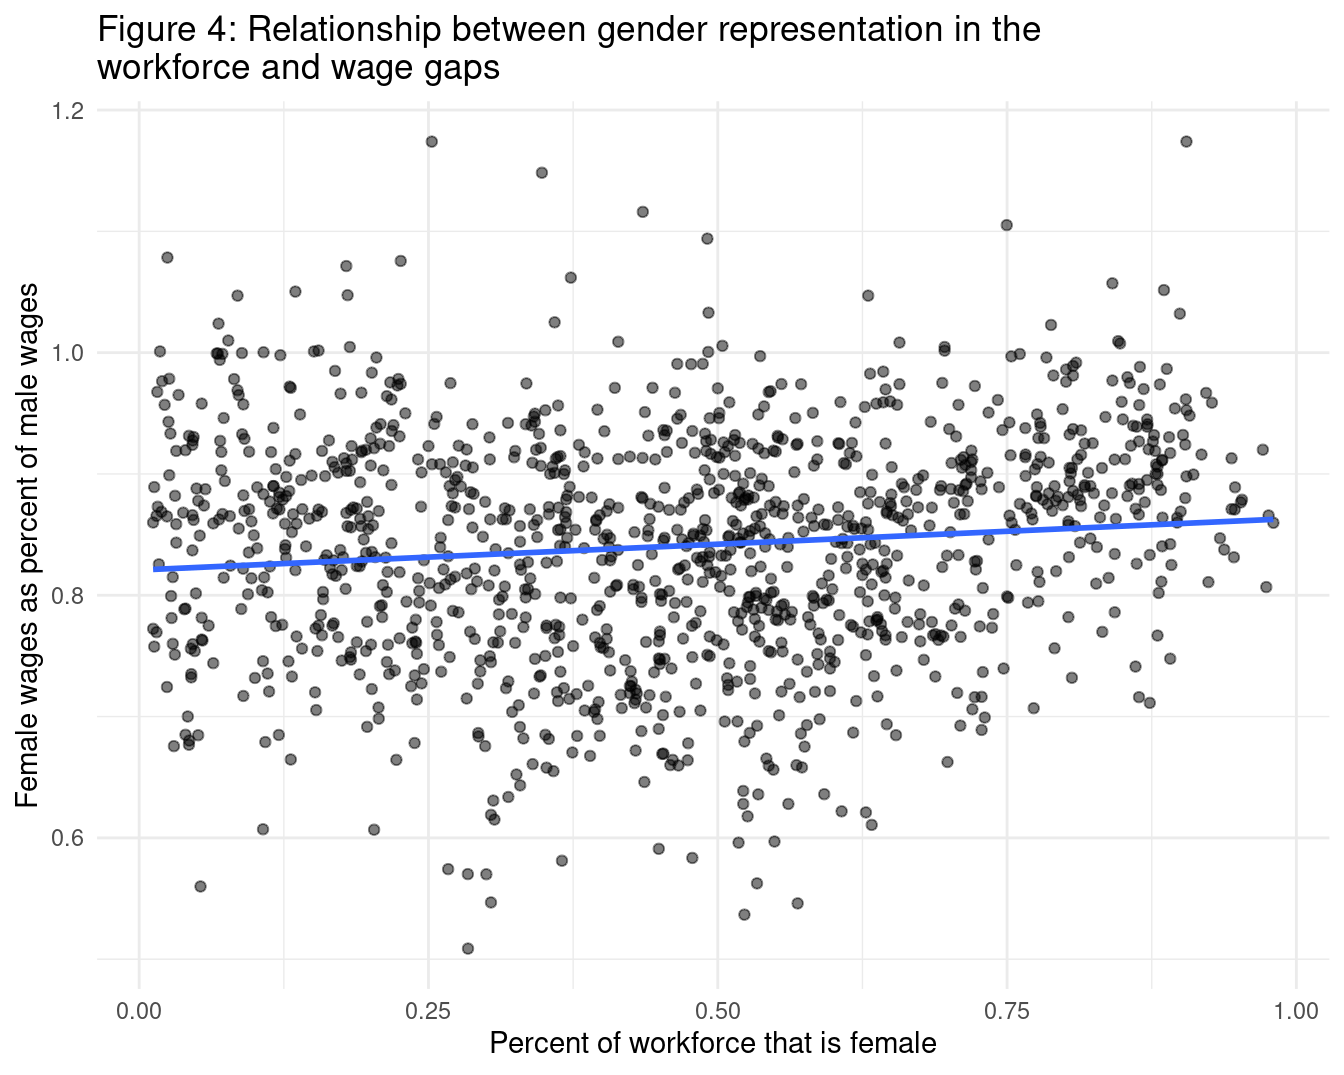 Figure 4: Relationship between gender representation in the
workforce and wage gaps
Female wages as percent of male wages
1.2
1.0
0.8
0.6
0.00
0.25
0.50
0.75
1.00
Percent of workforce that is female